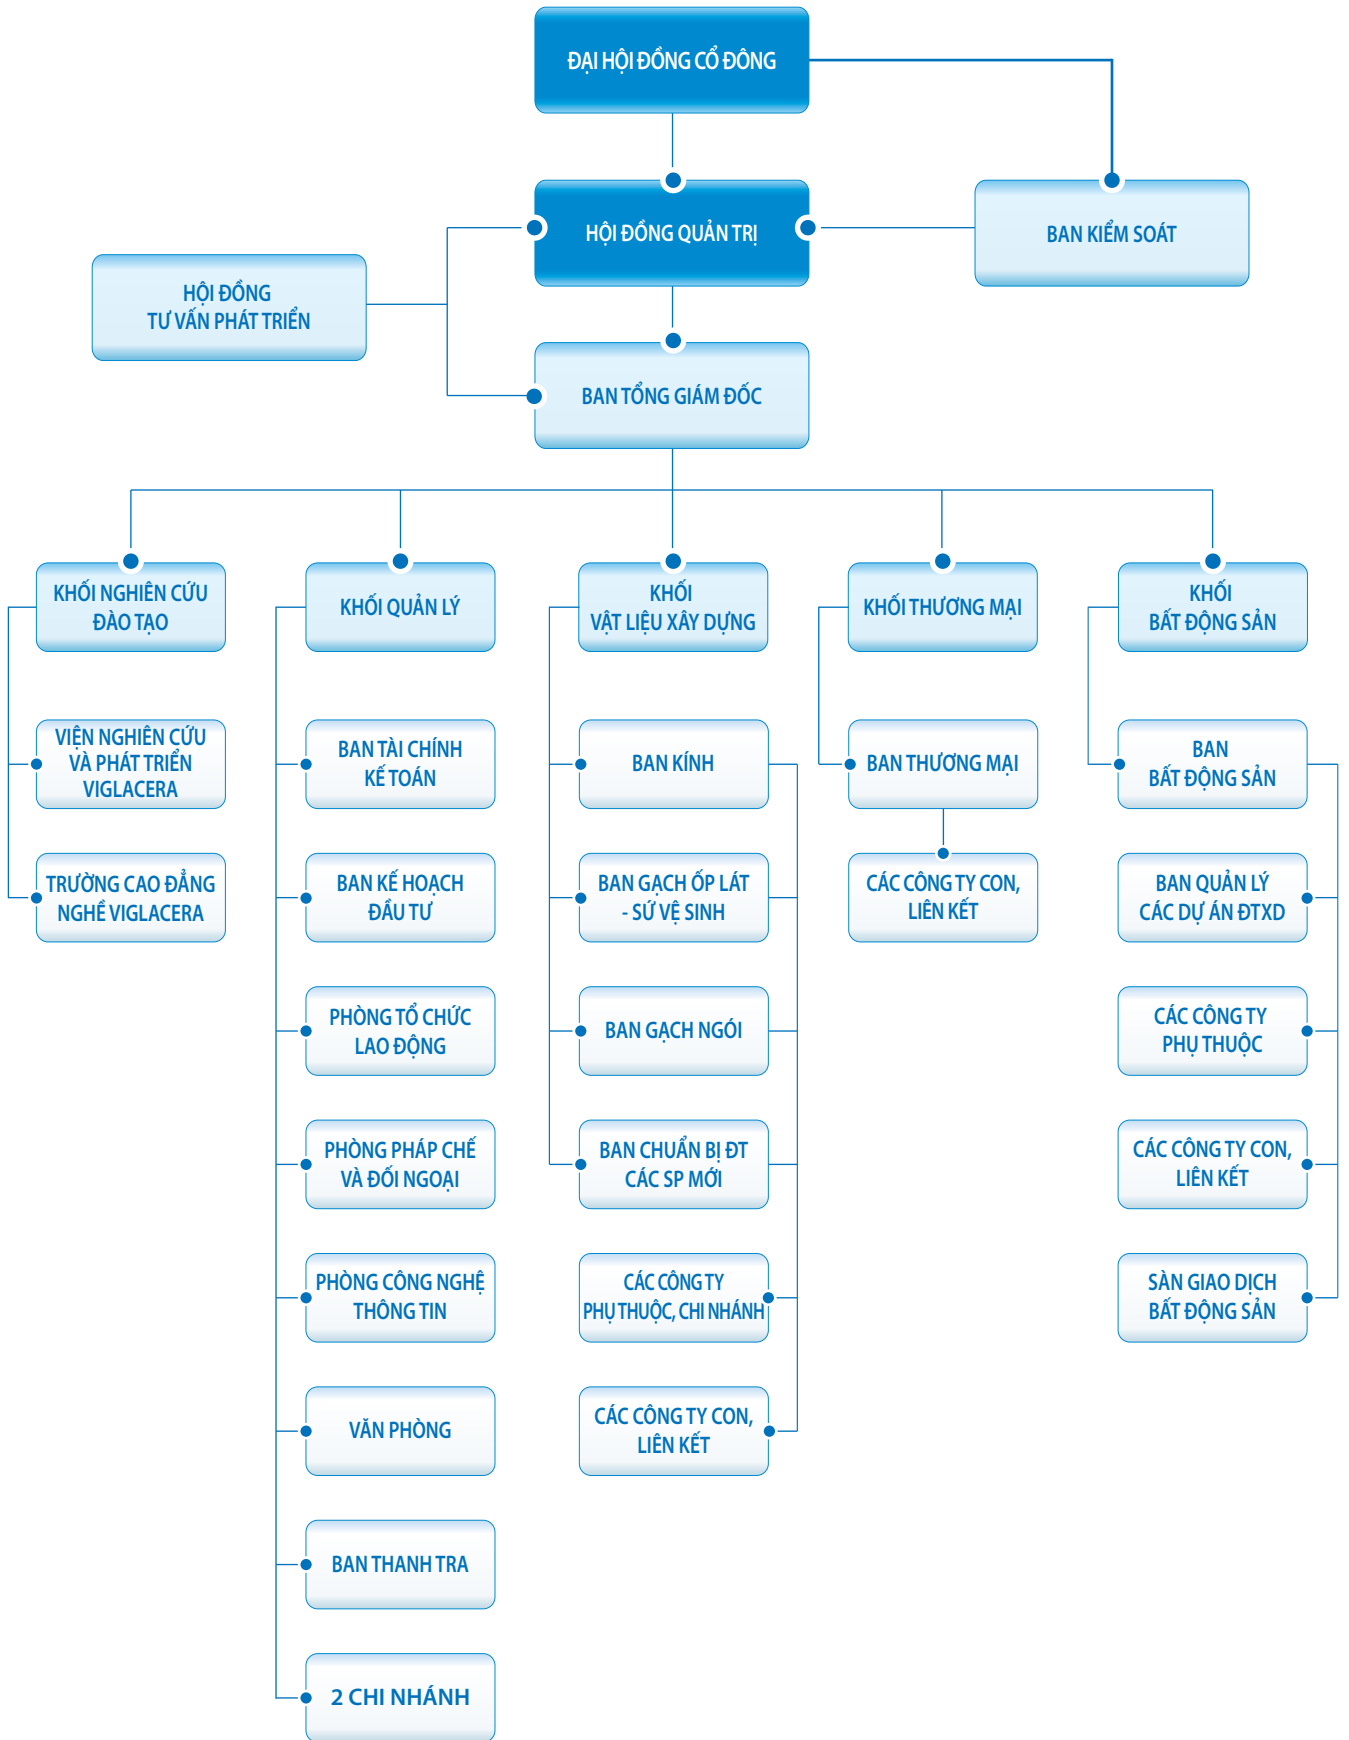 ĐẠI HỘI ĐỒNG CỔ ĐÔNG
HỘI ĐỒNG QUẢN TRỊ
BAN KIỂM SOÁT
HỘI ĐỒNG
TƯ VẤN PHÁT TRIỂN
BAN TỔNG GIÁM ĐỐC
KHỐI NGHIÊN CỨU
ĐÀO TẠO
VIỆN NGHIÊN CỨU
VÀ PHÁT TRIỂN
VIGLACERA
TRƯỜNG CAO ĐẲNG
NGHỀ VIGLACERA
KHỐI QUẢN LÝ
BAN TÀI CHÍNH
KẾ TOÁN
BAN KẾ HOẠCH
ĐẦU TƯ
PHÒNG TỔ CHỨC
LAO ĐỘNG
PHÒNG PHÁP CHẾ
VÀ ĐỐI NGOẠI
PHÒNG CÔNG NGHỆ
THÔNG TIN
VĂN PHÒNG
BAN THANH TRA
2 CHI NHÁNH
KHỐI
VẬT LIỆU XÂY DỰNG
BAN KÍNH
BAN GẠCH ỐP LÁT
- SỨ VỆ SINH
BAN GẠCH NGÓI
BAN CHUẨN BỊ ĐT
CÁC SP MỚI
CÁC CÔNG TY
PHỤ THUỘC, CHI NHÁNH
CÁC CÔNG TY CON,
LIÊN KẾT
KHỐI THƯƠNG MẠI
BAN THƯƠNG MẠI
CÁC CÔNG TY CON,
LIÊN KẾT
KHỐI
BẤT ĐỘNG SẢN
BAN
BẤT ĐỘNG SẢN
BAN QUẢN LÝ
CÁC DỰ ÁN ĐTXD
CÁC CÔNG TY
PHỤ THUỘC
CÁC CÔNG TY CON,
LIÊN KẾT
SÀN GIAO DỊCH
BẤT ĐỘNG SẢN